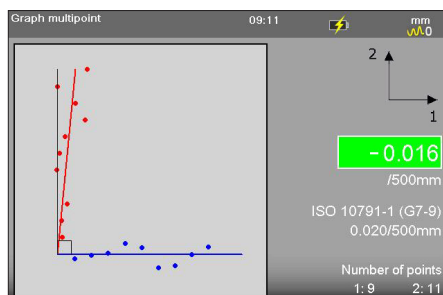 Graph multipoint 09:11 mm
0
2
1
-0.016
/500mm
ISO 10791-1 (G7-9)
0.020/500mm
Number of points
1: 9 2: 11